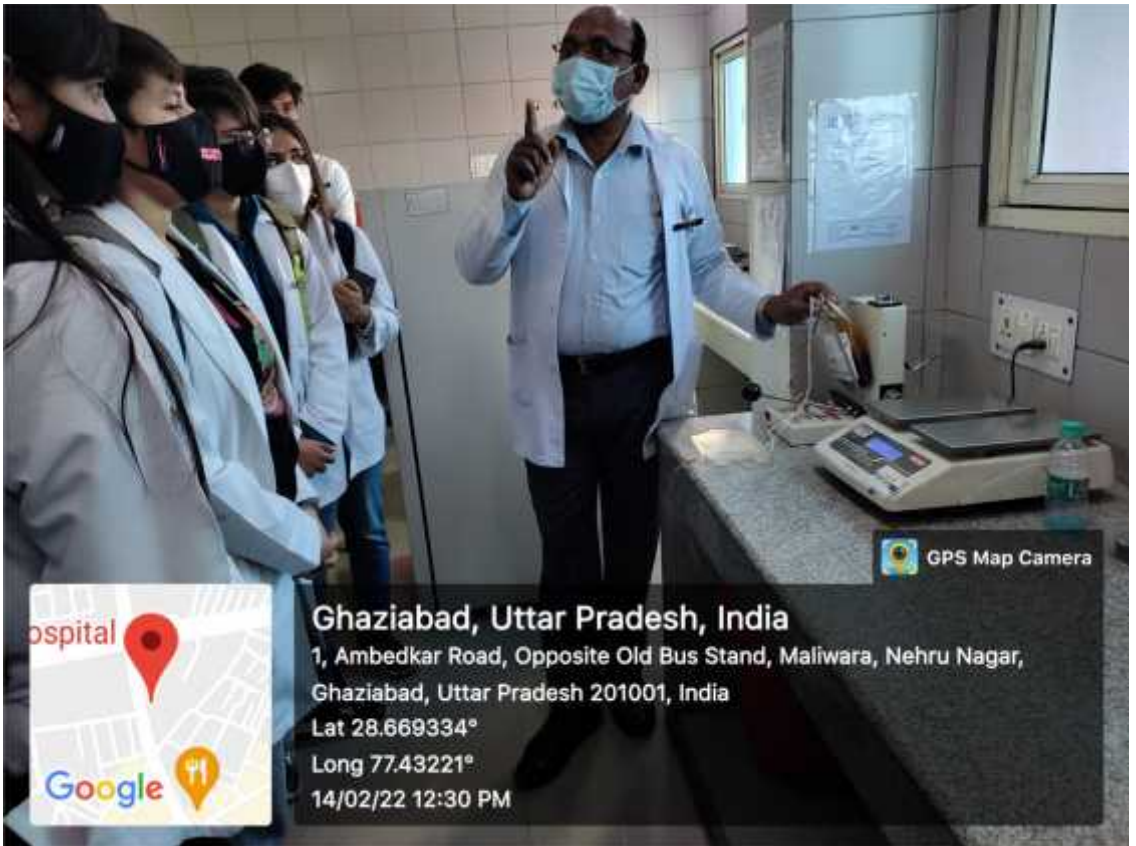 GPS Map Camera
Ghaziabad, Uttar Pradesh, India
1, Ambedkar Road, Opposite Old Bus Stand, Maliwara, Nehru Nagar,
Ghaziabad, Uttar Pradesh 201001, India
Lat 28.669334°
Long 77.43221°
14/02/22 12:30 PM
ospital
Google